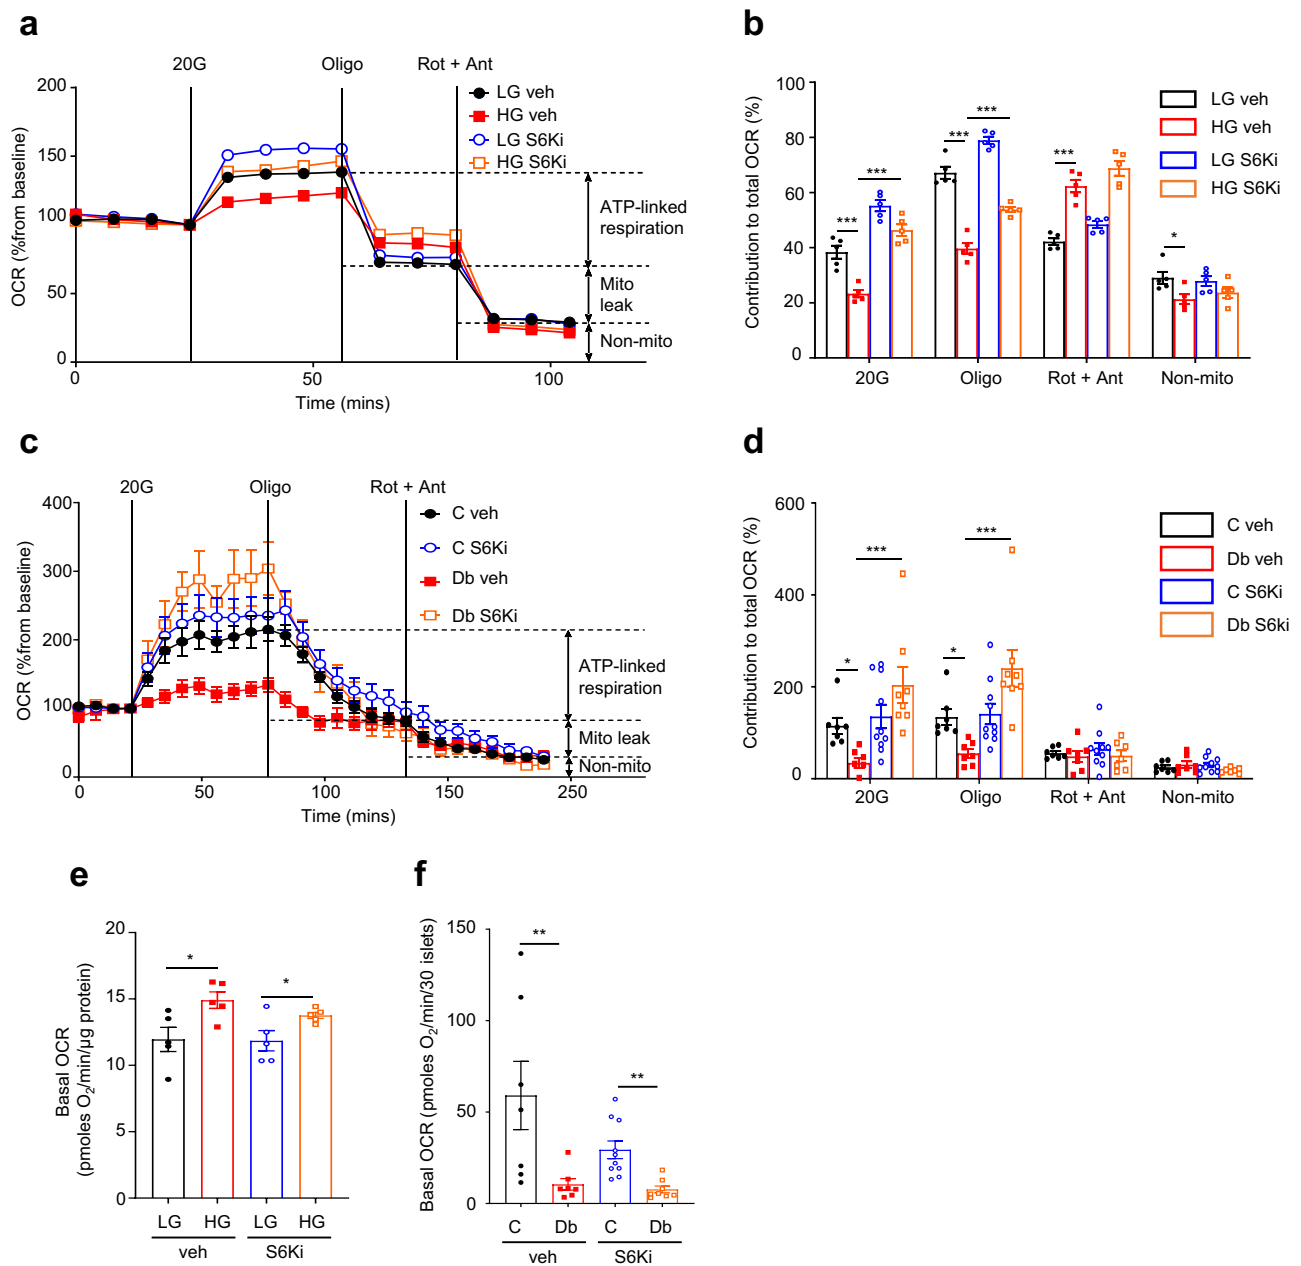 a
20G
Oligo
Rot + Ant
LG veh
HG veh
LG S6Ki
HG S6Ki
200
150
100
50
0
OCR (%from baseline)
ATP-linked
respiration
Mito
leak
Non-mito
0
50
100
Time (mins)
b
100
80
60
40
20
0
Contribution to total OCR (%)
***
***
***
***
***
*
LG veh
HG veh
LG S6Ki
HG S6Ki
20G
Oligo
Rot + Ant
Non-mito
c
20G
Oligo
Rot + Ant
C veh
C S6Ki
Db veh
Db S6Ki
400
300
200
100
0
OCR (%from baseline)
ATP-linked
respiration
Mito leak
Non-mito
0
50
100
150
250
Time (mins)
d
600
400
200
0
Contribution to total OCR (%)
*
***
*
***
C veh
Db veh
C S6Ki
Db S6ki
20G
Oligo
Rot + Ant
Non-mito
e
20
15
10
5
0
Basal OCR
(pmoles O₂/min/μg protein)
*
*
LG
HG
LG
HG
veh
S6Ki
f
150
100
50
0
Basal OCR (pmoles O₂/min/30 islets)
**
**
C
Db
C
Db
veh
S6Ki